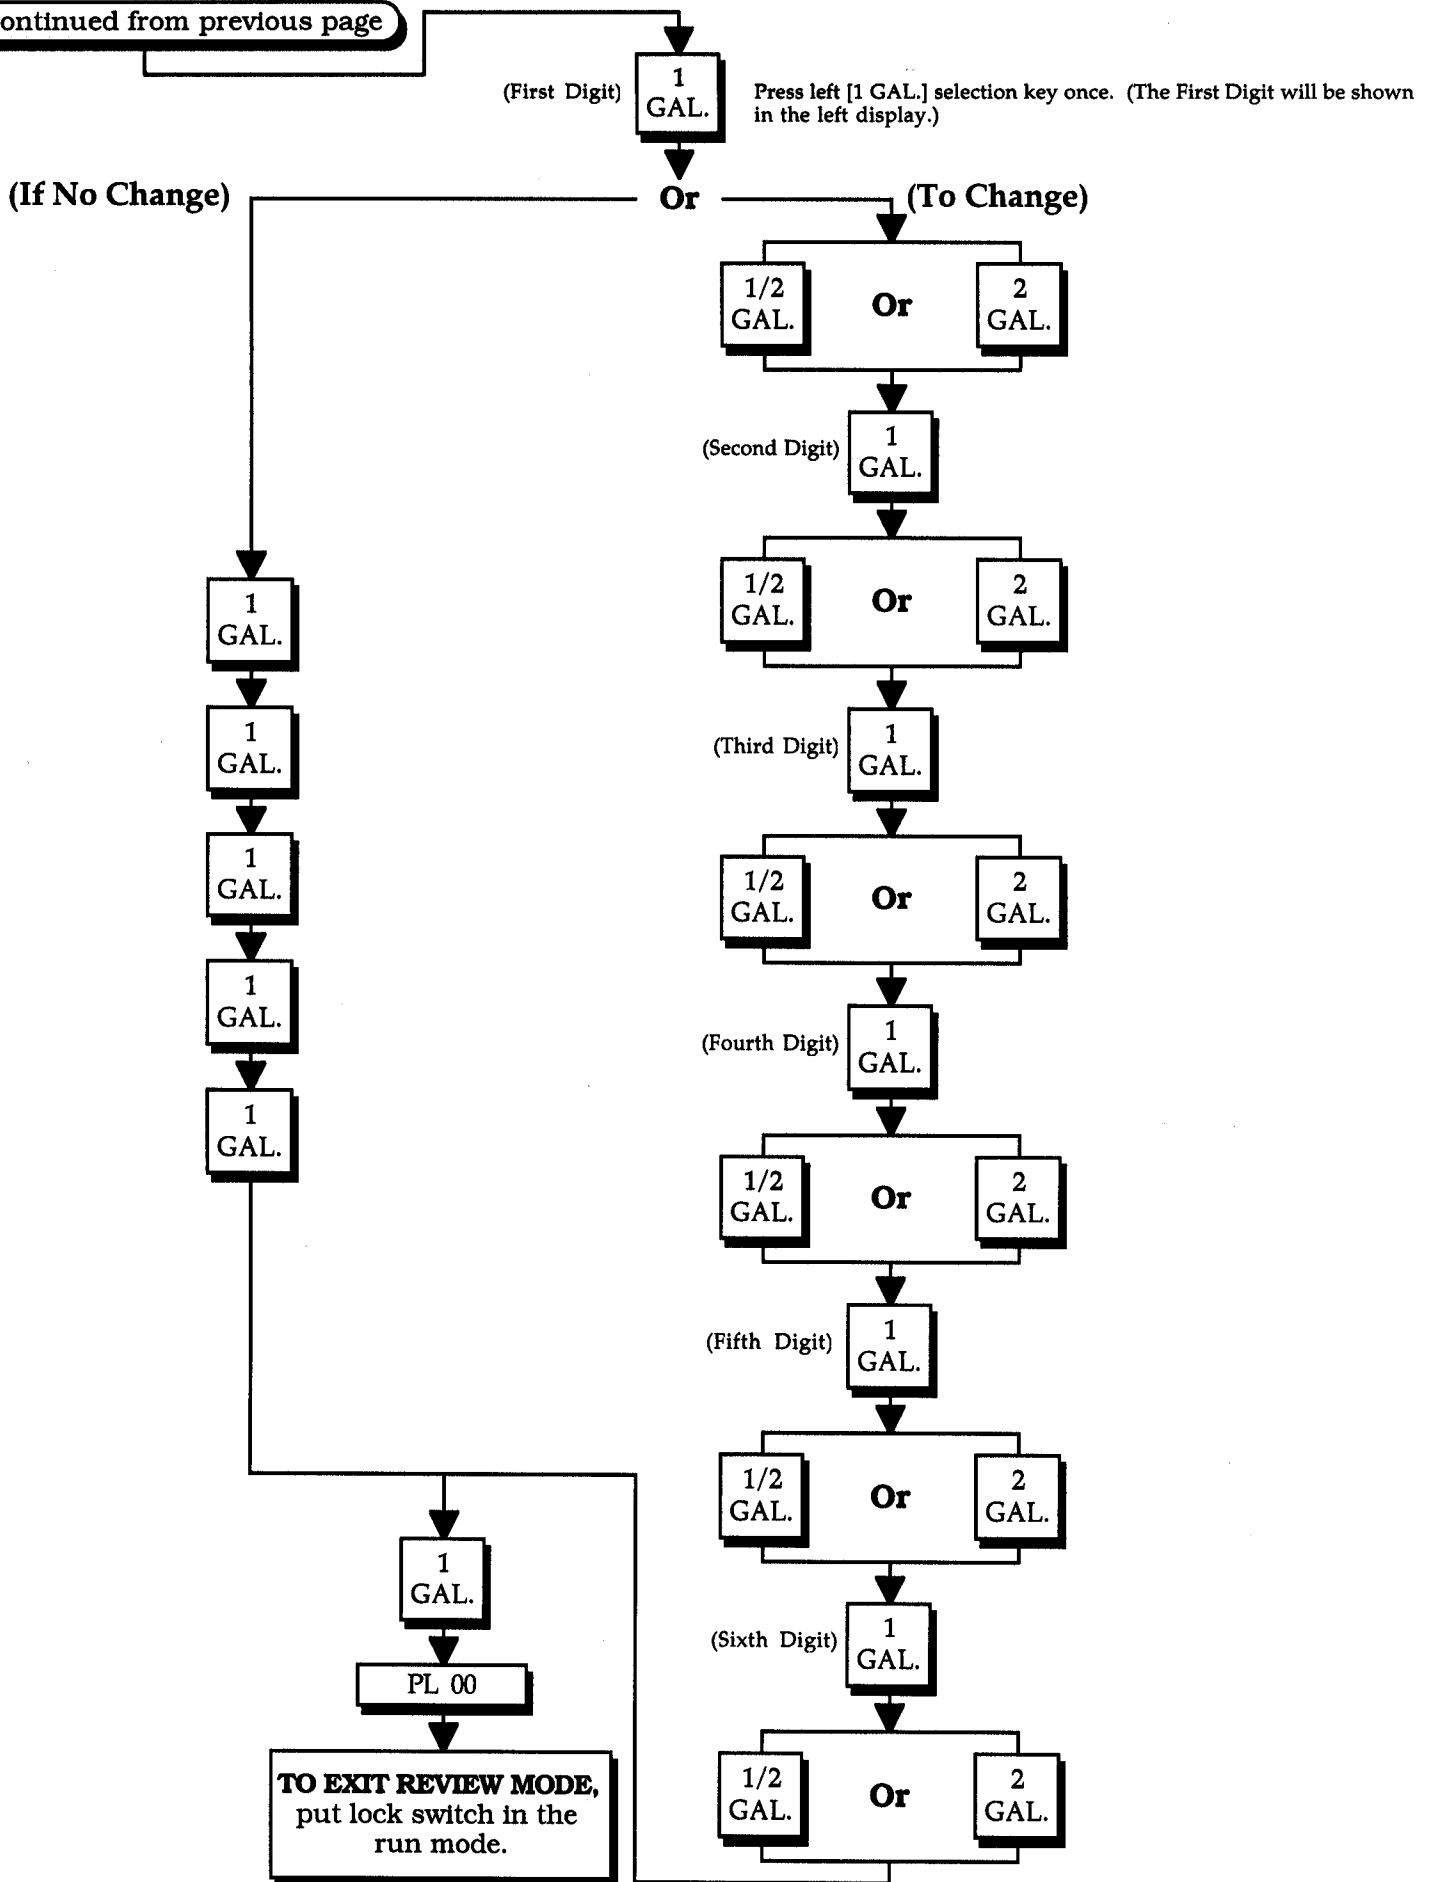 ontinued from previous page
(First Digit)
1
GAL.
Press left [1 GAL.] selection key once. (The First Digit will be shown
in the left display.)
(If No Change)
Or
(To Change)
1/2
GAL.
Or
2
GAL.
(Second Digit)
1
GAL.
1/2
GAL.
Or
2
GAL.
1
GAL.
1
GAL.
(Third Digit)
1
GAL.
1
GAL.
1/2
GAL.
Or
2
GAL.
1
GAL.
(Fourth Digit)
1
GAL.
1
GAL.
1/2
GAL.
Or
2
GAL.
(Fifth Digit)
1
GAL.
1/2
GAL.
Or
2
GAL.
1
GAL.
(Sixth Digit)
1
GAL.
PL 00
TO EXIT REVIEW MODE,
put lock switch in the
run mode.
1/2
GAL.
Or
2
GAL.